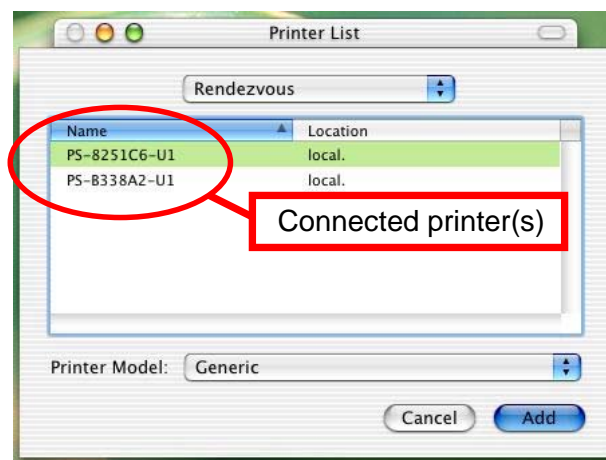 Printer List
Rendezvous
Name Location
PS-8251C6-U1 local.
PS-B338A2-U1 local.
Connected printer(s)
Printer Model: Generic
Cancel Add